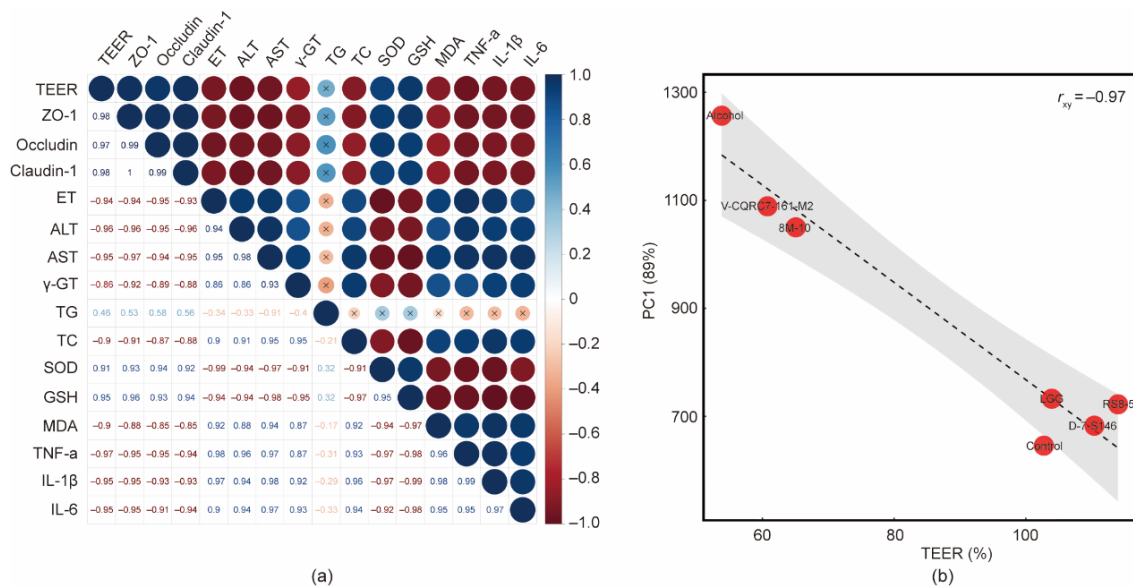 TEER ZO-1 Occludin Claudin-1 ET ALT AST γ-GT TG TC SOD GSH MDA TNF-a IL-1β IL-6
TEER
ZO-1 0.98
Occludin 0.97 0.99
Claudin-1 0.98 1 0.99
ET −0.94 −0.94 −0.95 −0.93
ALT −0.96 −0.96 −0.95 −0.96 0.94
AST −0.95 −0.97 −0.94 −0.95 0.95 0.98
γ-GT −0.86 −0.92 −0.89 −0.88 0.86 0.86 0.93
TG 0.46 0.53 0.58 0.56 −0.34 −0.33 −0.91 −0.4
TC −0.9 −0.91 −0.87 −0.88 0.9 0.91 0.95 0.95 −0.21
SOD 0.91 0.93 0.94 0.92 −0.99 −0.94 −0.97 −0.91 0.32 −0.91
GSH 0.95 0.96 0.93 0.94 −0.94 −0.94 −0.98 −0.95 0.32 −0.97 0.95
MDA −0.9 −0.88 −0.85 −0.85 0.92 0.88 0.94 0.87 −0.17 0.92 −0.94 −0.97
TNF-a −0.97 −0.95 −0.95 −0.94 0.98 0.96 0.97 0.87 −0.31 0.93 −0.97 −0.98 0.96
IL-1β −0.95 −0.95 −0.93 −0.93 0.97 0.94 0.98 0.92 −0.29 0.96 −0.97 −0.99 0.98 0.99
IL-6 −0.95 −0.95 −0.91 −0.94 0.9 0.94 0.97 0.93 −0.33 0.94 −0.92 −0.98 0.95 0.95 0.97
1.0
0.8
0.6
0.4
0.2
0
−0.2
−0.4
−0.6
−0.8
−1.0
(a)
r_xy = −0.97
PC1 (89%)
1300
1100
900
700
Alcohol
V-CQRC7-161-M2
8M-10
LGG
RS8-5
D-7-S146
Control
60 80 100
TEER (%)
(b)